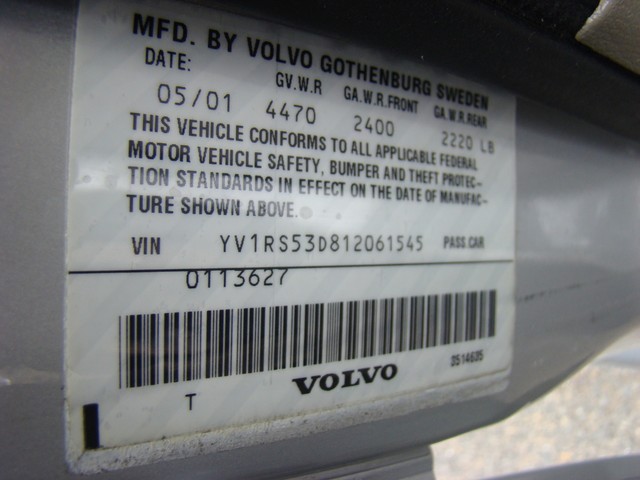 MFD. BY VOLVO GOTHENBURG SWEDEN
DATE: GV.W.R GA.W.R.FRONT GA.W.R.REAR
05/01 4470 2400 2220 LB
THIS VEHICLE CONFORMS TO ALL APPLICABLE FEDERAL
MOTOR VEHICLE SAFETY, BUMPER AND THEFT PROTEC-
TION STANDARDS IN EFFECT ON THE DATE OF MANUFAC-
TURE SHOWN ABOVE.
VIN YV1RS53D812061545 PASS.CAR
0113627
3514635
T VOLVO